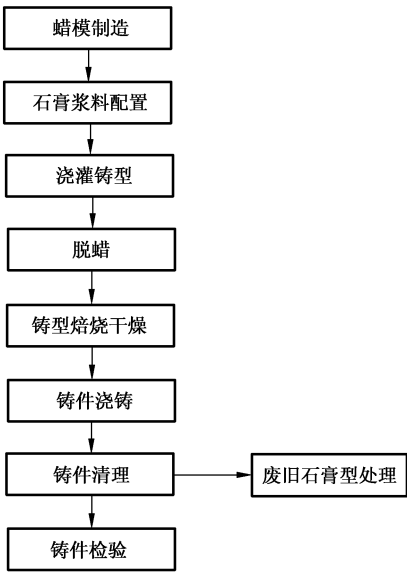 蜡模制造
石膏浆料配置
浇灌铸型
脱蜡
铸型焙烧干燥
铸件浇铸
铸件清理
废旧石膏型处理
铸件检验